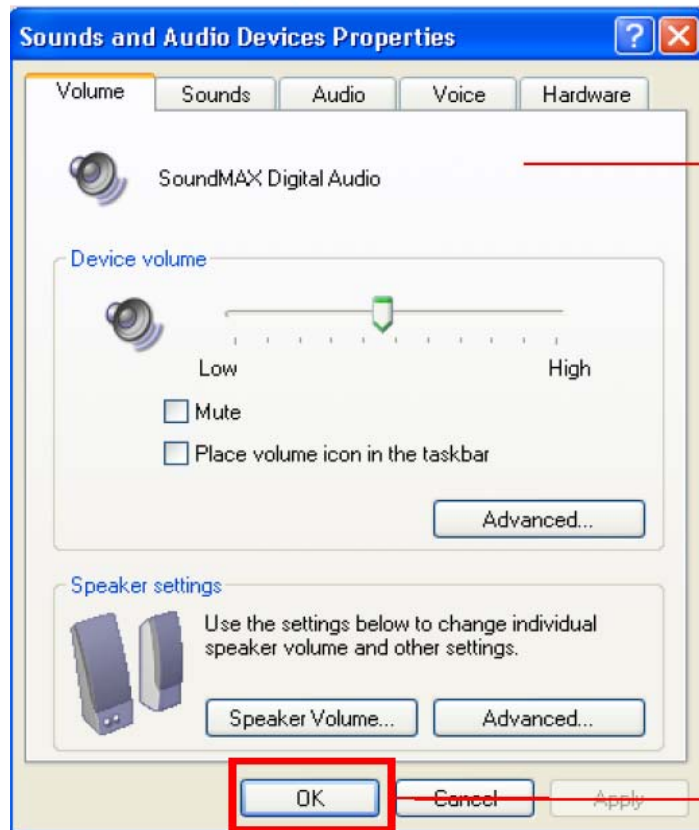 Sounds and Audio Devices Properties
Volume
Sounds
Audio
Voice
Hardware
SoundMAX Digital Audio
Device volume
Low
High
Mute
Place volume icon in the taskbar
Advanced...
Speaker settings
Use the settings below to change individual
speaker volume and other settings.
Speaker Volume...
Advanced...
OK
Cancel
Apply